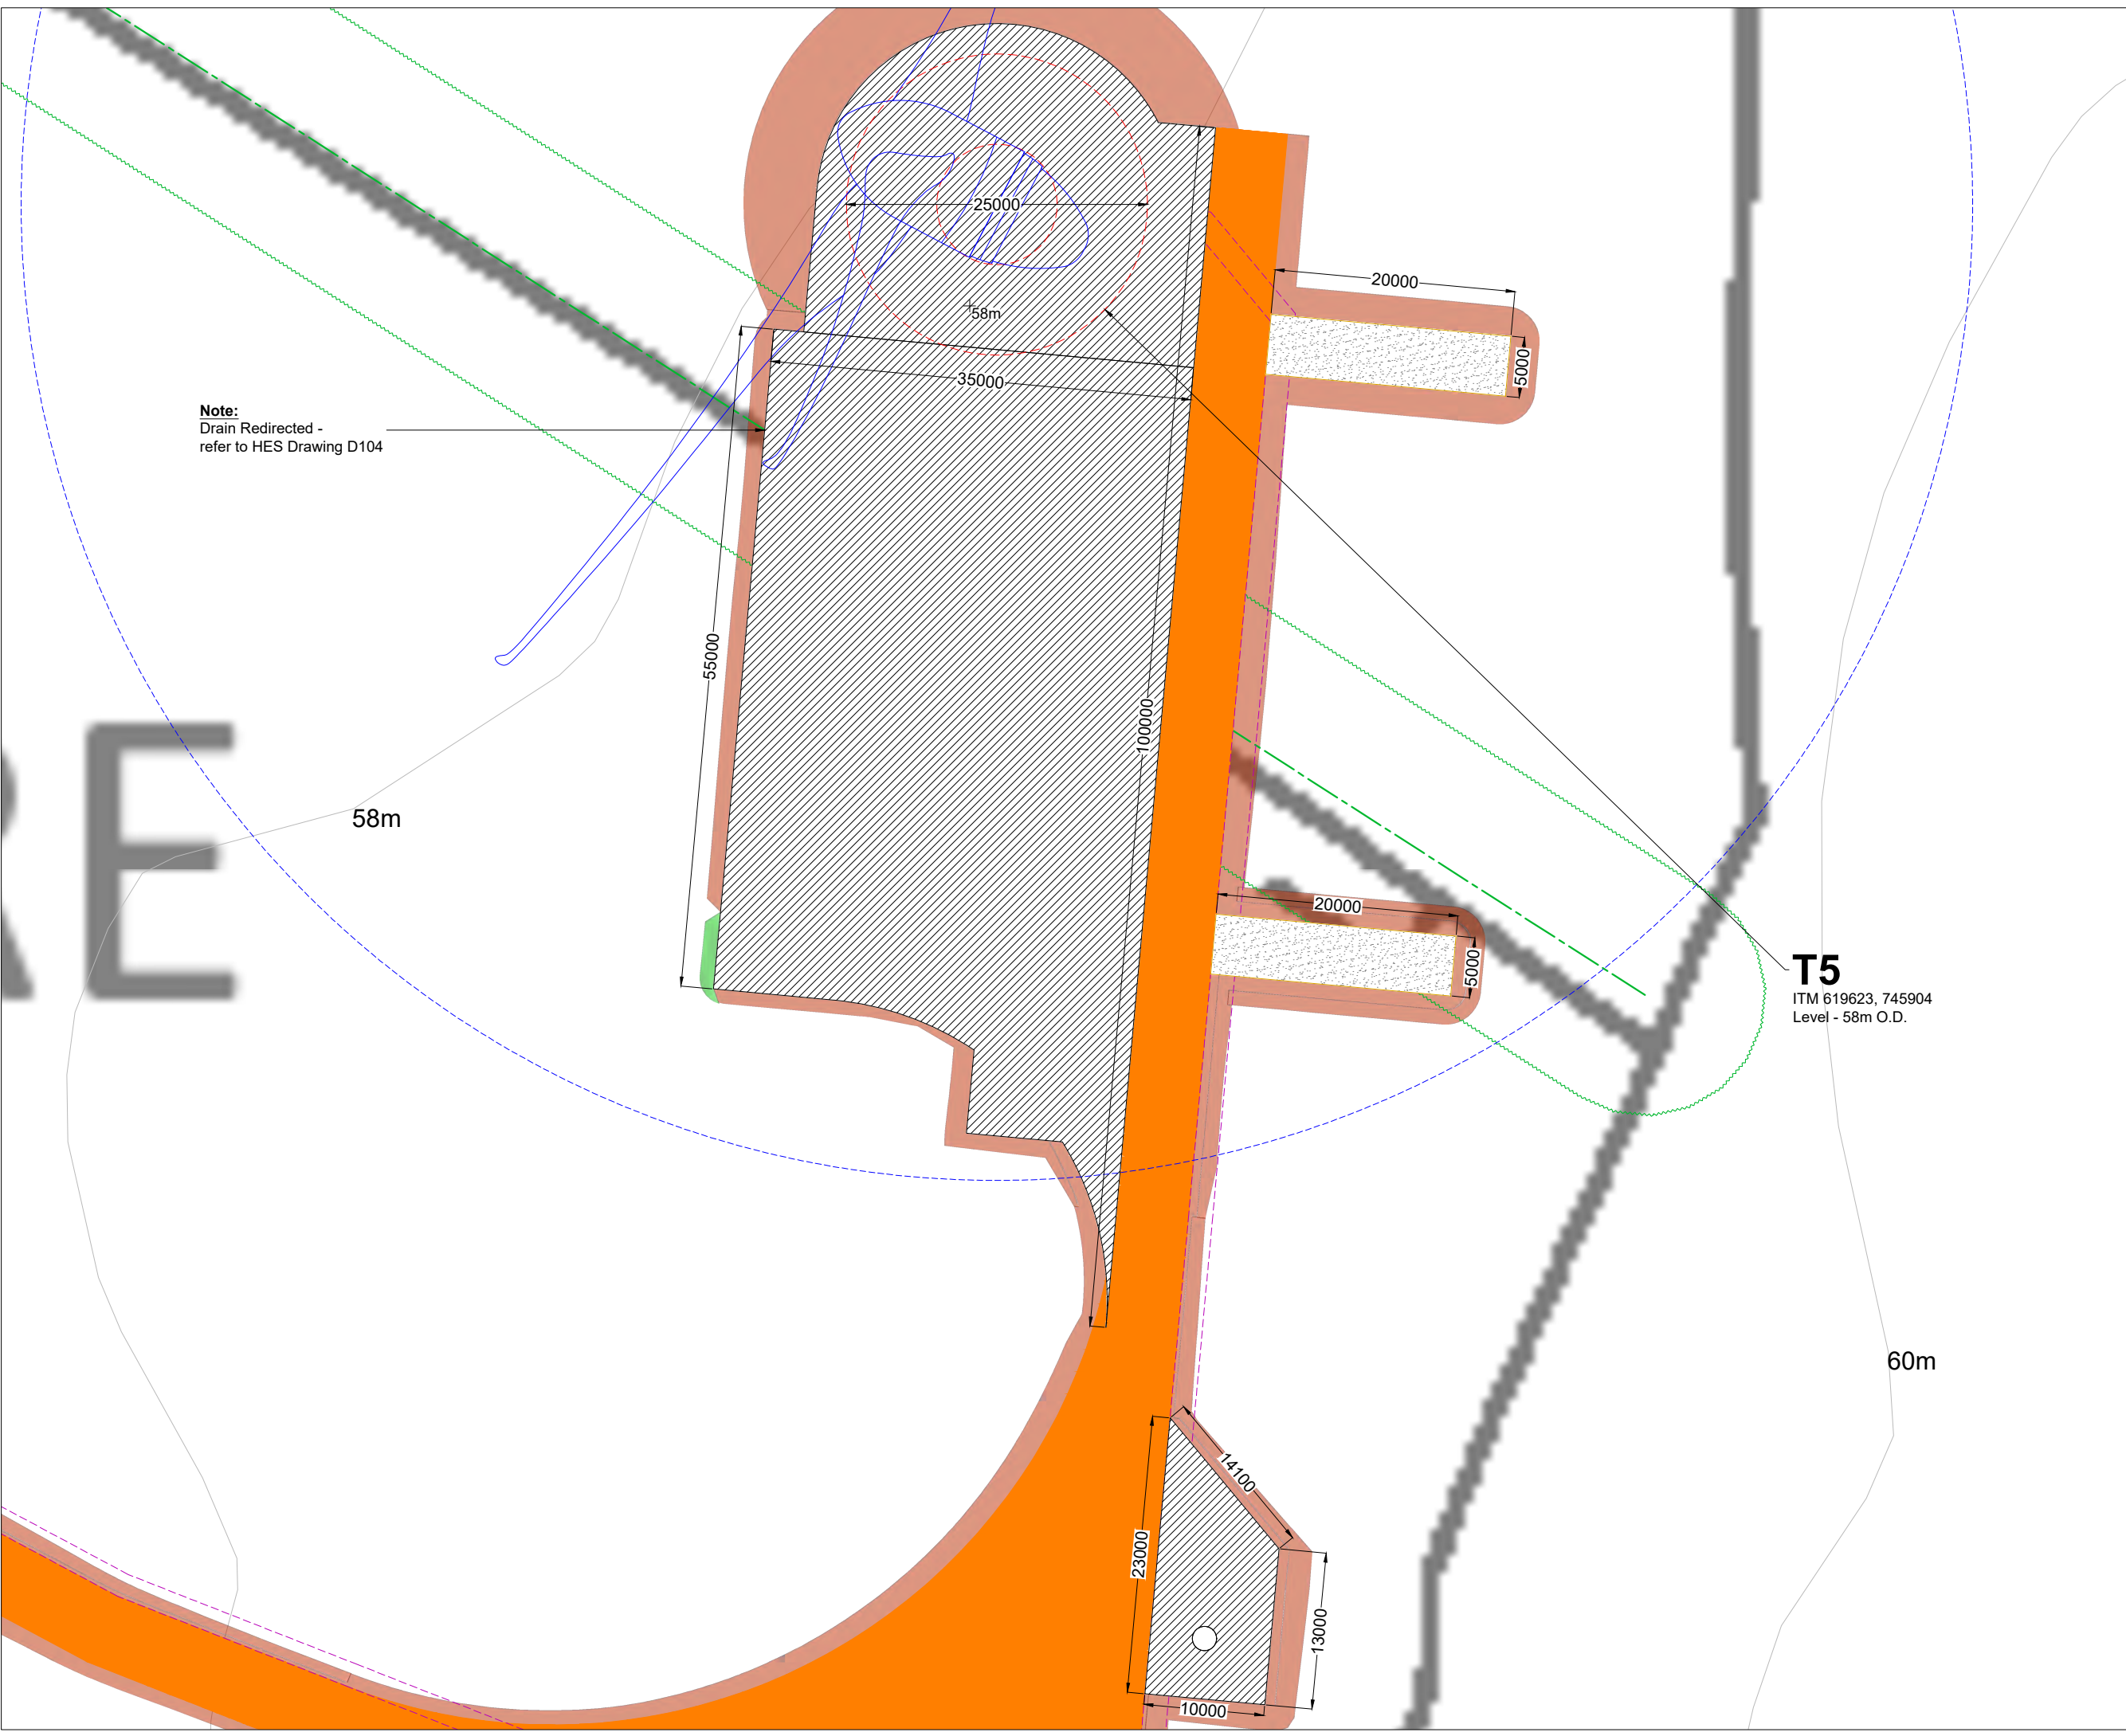 25000
58m
20000
5000
35000
Note:
Drain Redirected -
refer to HES Drawing D104
55000
100000
E
58m
20000
5000
T5
ITM 619623, 745904
Level - 58m O.D.
60m
14100
23000
13000
10000